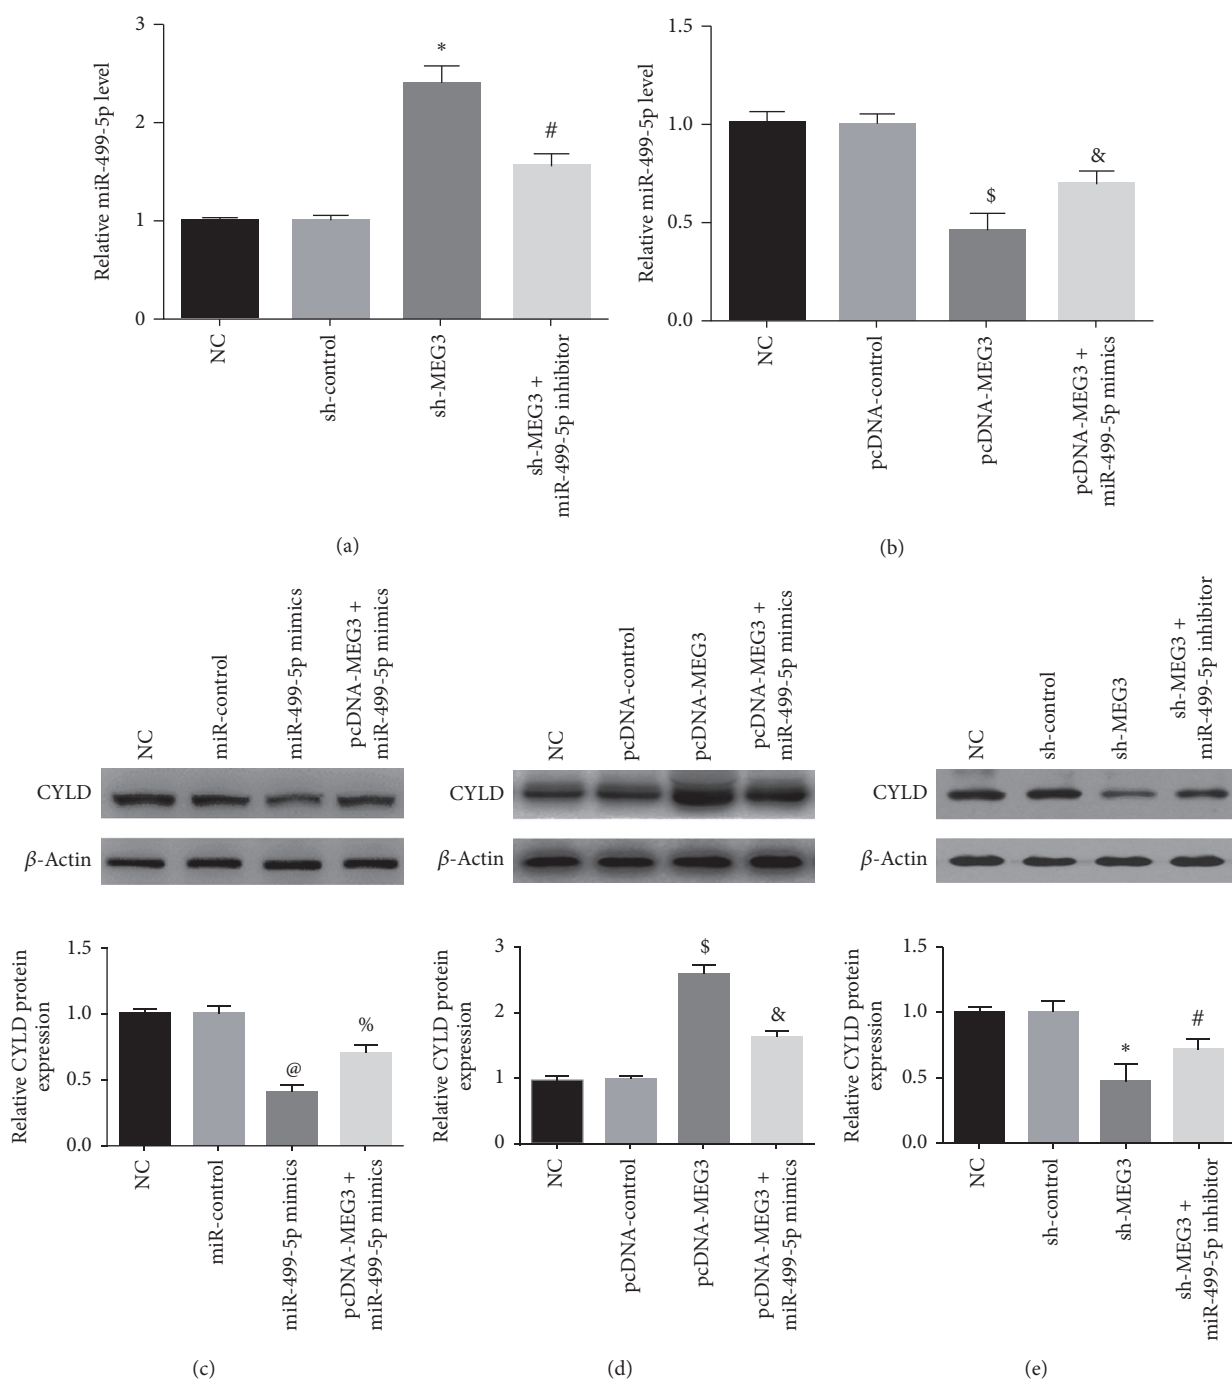 3
2
1
0
Relative miR-499-5p level
*
#
NC
sh-control
sh-MEG3
sh-MEG3 +
miR-499-5p inhibitor
(a)
1.5
1.0
0.5
0.0
Relative miR-499-5p level
$
&
NC
pcDNA-control
pcDNA-MEG3
pcDNA-MEG3 +
miR-499-5p mimics
(b)
NC
miR-control
miR-499-5p mimics
pcDNA-MEG3 +
miR-499-5p mimics
CYLD
β-Actin
1.5
1.0
0.5
0.0
Relative CYLD protein
expression
@
%
NC
miR-control
miR-499-5p mimics
pcDNA-MEG3 +
miR-499-5p mimics
(c)
NC
pcDNA-control
pcDNA-MEG3
pcDNA-MEG3 +
miR-499-5p mimics
CYLD
β-Actin
3
2
1
0
Relative CYLD protein
expression
$
&
NC
pcDNA-control
pcDNA-MEG3
pcDNA-MEG3 +
miR-499-5p mimics
(d)
NC
sh-control
sh-MEG3
sh-MEG3 +
miR-499-5p inhibitor
CYLD
β-Actin
1.5
1.0
0.5
0.0
Relative CYLD protein
expression
*
#
NC
sh-control
sh-MEG3
sh-MEG3 +
miR-499-5p inhibitor
(e)